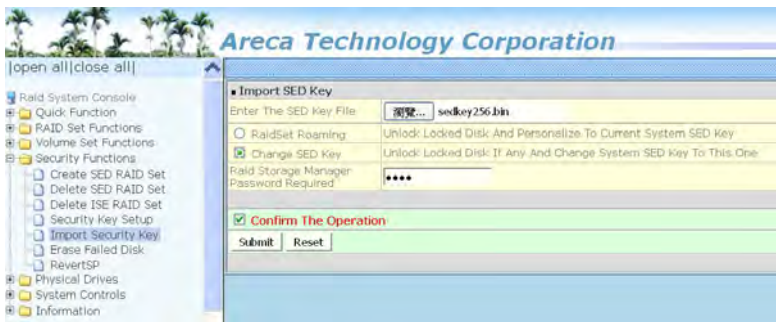 Areca Technology Corporation
|open all|close all|
Raid System Console
Quick Function
RAID Set Functions
Volume Set Functions
Security Functions
Create SED RAID Set
Delete SED RAID Set
Delete ISE RAID Set
Security Key Setup
Import Security Key
Erase Failed Disk
RevertSP
Physical Drives
System Controls
Information
Import SED Key
Enter The SED Key File 瀏覽... sedkey256.bin
RaidSet Roaming Unlock Locked Disk And Personalize To Current System SED Key
Change SED Key Unlock Locked Disk If Any And Change System SED Key To This One
Raid Storage Manager
Password Required ••••
Confirm The Operation
Submit Reset